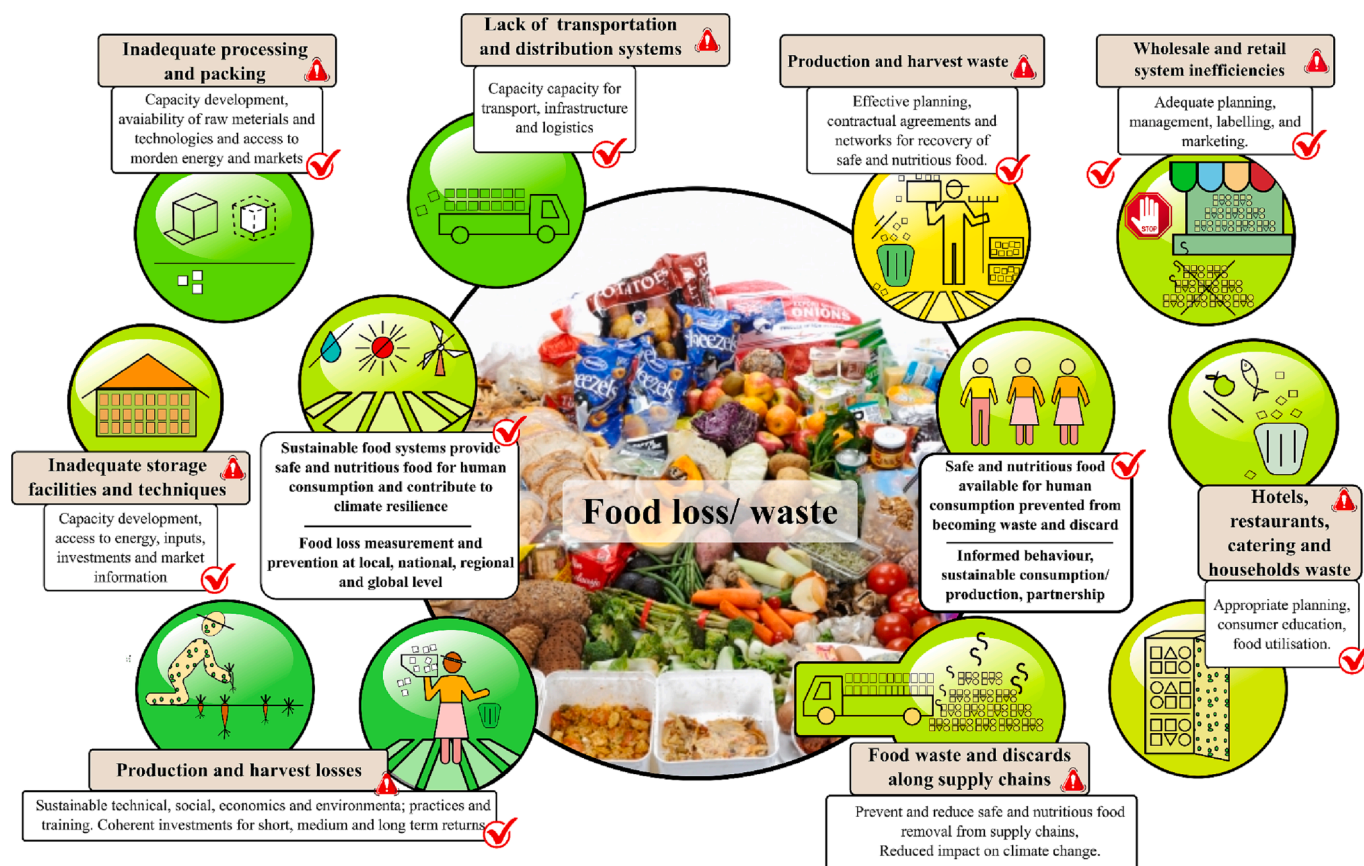 Inadequate processing
and packing
Capacity development,
avaiability of raw materials and
technologies and access to
morden energy and markets
Lack of transportation
and distribution systems
Capacity capacity for
transport, infrastructure
and logistics
Production and harvest waste
Effective planning,
contractual agreements and
networks for recovery of
safe and nutritious food.
Wholesale and retail
system inefficiencies
Adequate planning,
management, labelling, and
marketing.
STOP
Inadequate storage
facilities and techniques
Capacity development,
access to energy, inputs,
investments and market
information
Sustainable food systems provide
safe and nutritious food for human
consumption and contribute to
climate resilience
Food loss measurement and
prevention at local, national, regional
and global level
POTATOES
ONIONS
Cheezels
Food loss/ waste
Safe and nutritious food
available for human
consumption prevented from
becoming waste and discard
Informed behaviour,
sustainable consumption/
production, partnership
Hotels,
restaurants,
catering and
households waste
Appropriate planning,
consumer education,
food utilisation.
Production and harvest losses
Sustainable technical, social, economics and environmenta; practices and
training. Coherent investments for short, medium and long term returns
Food waste and discards
along supply chains
Prevent and reduce safe and nutritious food
removal from supply chains,
Reduced impact on climate change.